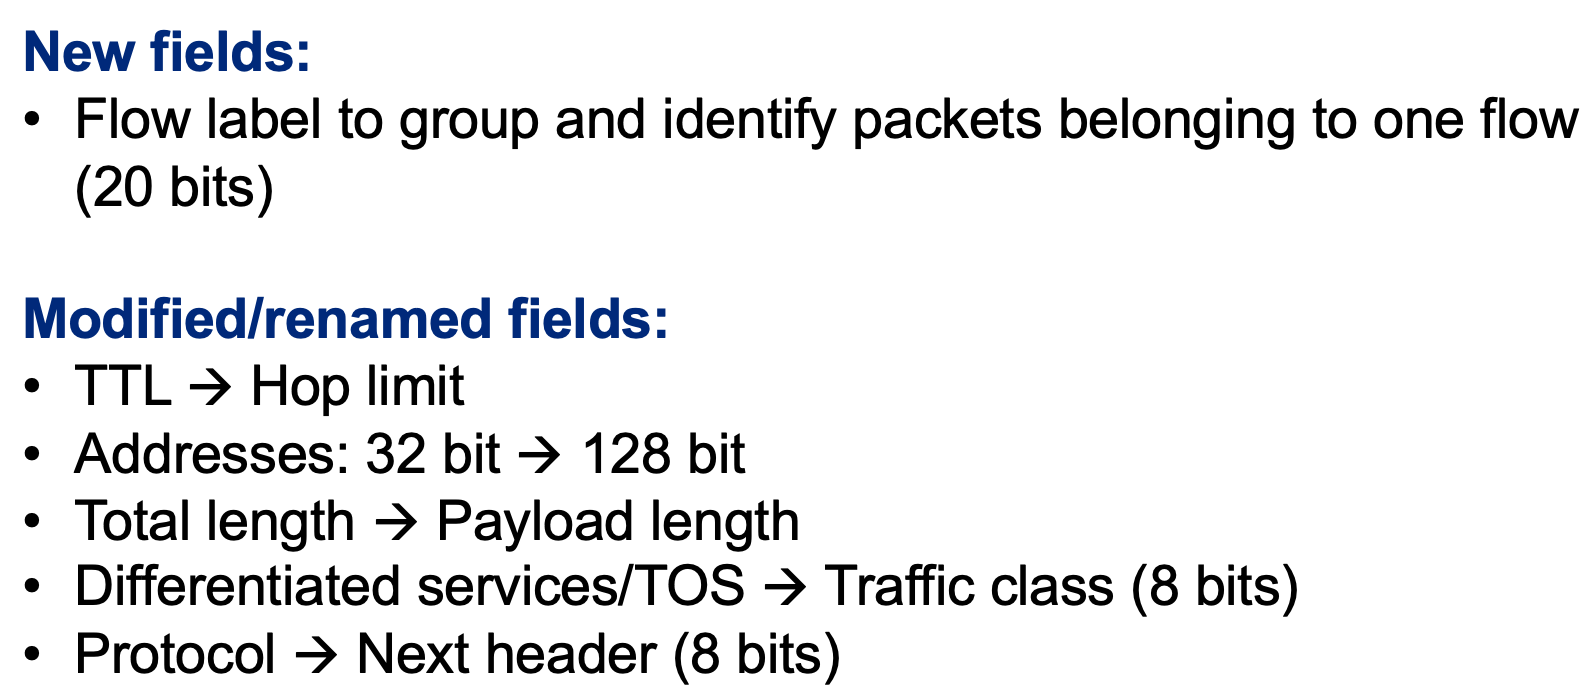 New fields:
• Flow label to group and identify packets belonging to one flow
(20 bits)
Modified/renamed fields:
• TTL → Hop limit
• Addresses: 32 bit → 128 bit
• Total length → Payload length
• Differentiated services/TOS → Traffic class (8 bits)
• Protocol → Next header (8 bits)